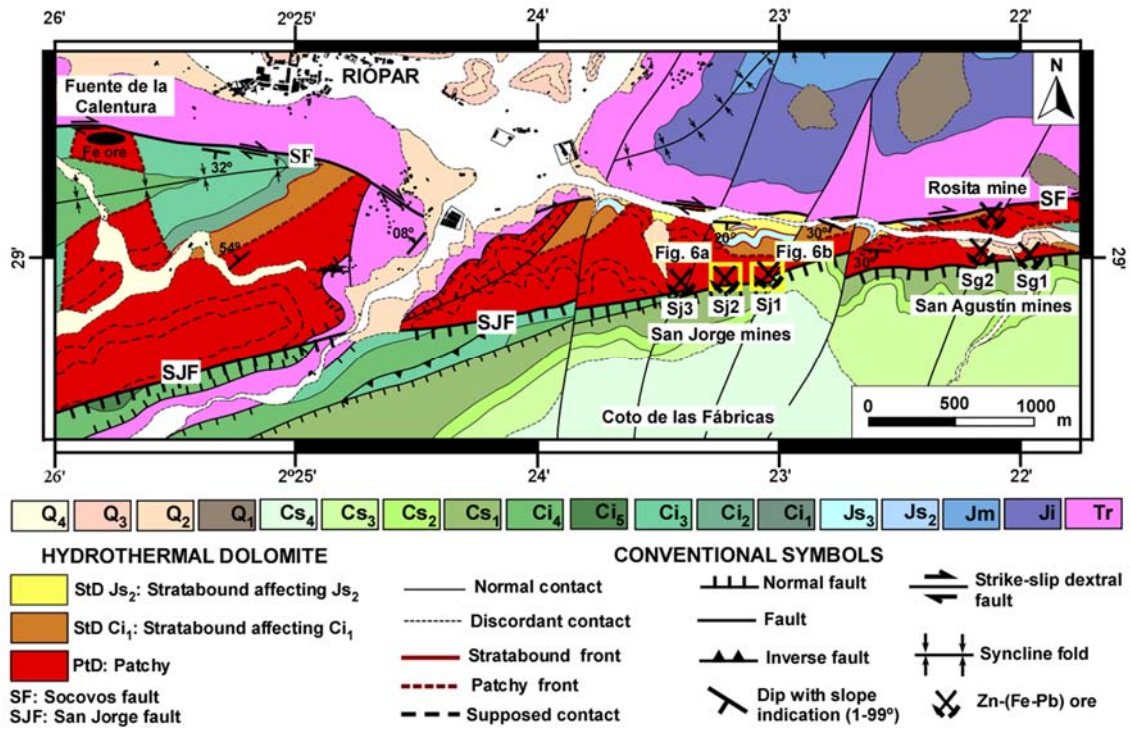 26'
2º25'
24'
23'
22'
RIOPAR
N
Fuente de la
Calentura
Fe ore
32º
SF
Rosita mine
SF
54º
08º
20º
30º
29'
Fig. 6a
Fig. 6b
30º
29'
Sj3
Sj2
Sj1
Sg2
Sg1
San Jorge mines
San Agustín mines
SJF
SJF
Coto de las Fábricas
0
500
1000
m
26'
2º25'
24'
23'
22'
Q4 Q3 Q2 Q1 Cs4 Cs3 Cs2 Cs1 Ci4 Ci5 Ci3 Ci2 Ci1 Js3 Js2 Jm Ji Tr
HYDROTHERMAL DOLOMITE
StD Js2: Stratabound affecting Js2
StD Ci1: Stratabound affecting Ci1
PtD: Patchy
SF: Socovos fault
SJF: San Jorge fault
CONVENTIONAL SYMBOLS
Normal contact
Discordant contact
Stratabound front
Patchy front
Supposed contact
Normal fault
Fault
Inverse fault
Dip with slope
indication (1-99º)
Strike-slip dextral
fault
Syncline fold
Zn-(Fe-Pb) ore